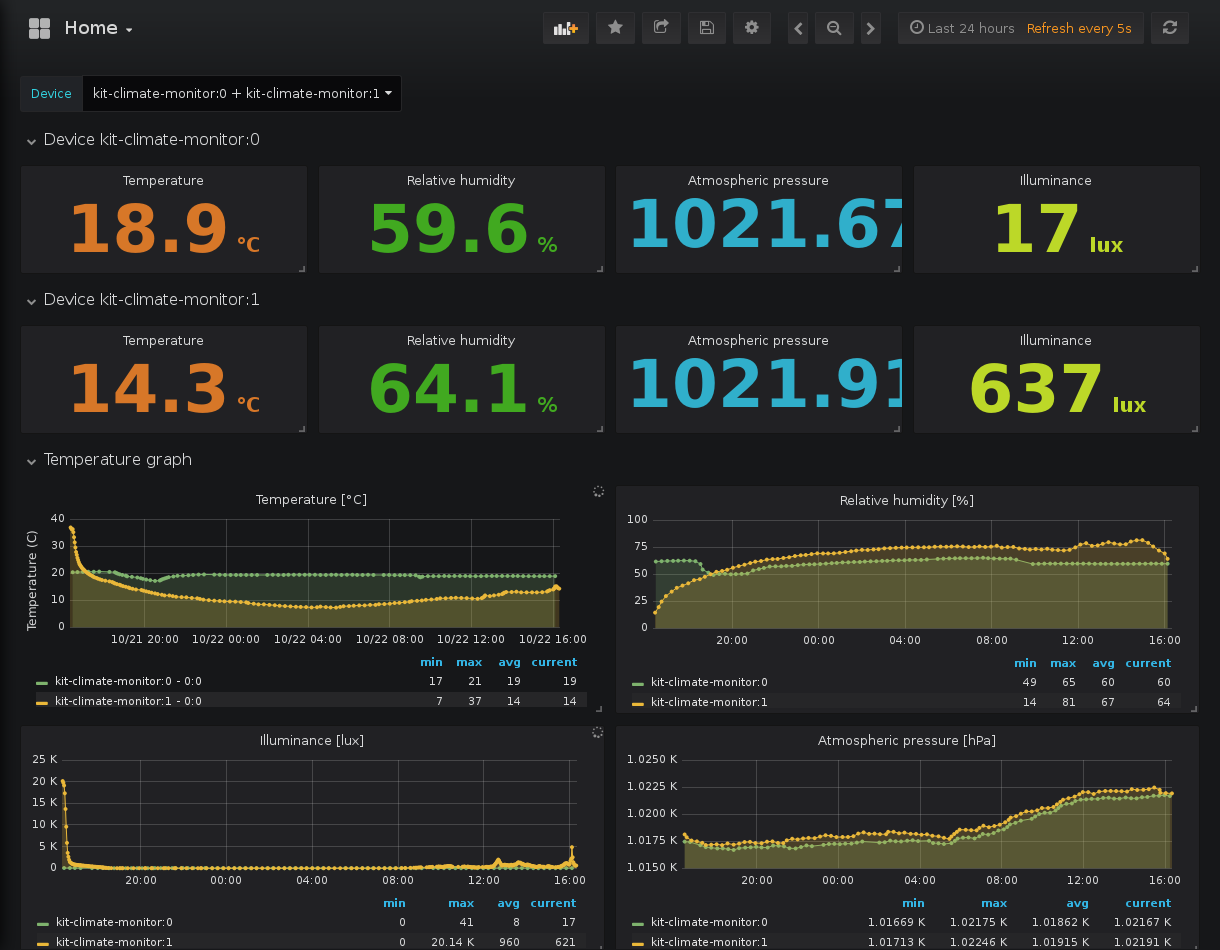 Home
Last 24 hours Refresh every 5s
Device kit-climate-monitor:0 + kit-climate-monitor:1
Device kit-climate-monitor:0
Temperature Relative humidity Atmospheric pressure Illuminance
18.9 °C 59.6 % 1021.67 17 lux
Device kit-climate-monitor:1
Temperature Relative humidity Atmospheric pressure Illuminance
14.3 °C 64.1 % 1021.91 637 lux
Temperature graph
Temperature [°C]
Temperature (C)
40
30
20
10
0
10/21 20:00 10/22 00:00 10/22 04:00 10/22 08:00 10/22 12:00 10/22 16:00
min max avg current
kit-climate-monitor:0 - 0:0 17 21 19 19
kit-climate-monitor:1 - 0:0 7 37 14 14
Relative humidity [%]
100
75
50
25
0
20:00 00:00 04:00 08:00 12:00 16:00
min max avg current
kit-climate-monitor:0 49 65 60 60
kit-climate-monitor:1 14 81 67 64
Illuminance [lux]
25 K
20 K
15 K
10 K
5 K
0
20:00 00:00 04:00 08:00 12:00 16:00
min max avg current
kit-climate-monitor:0 0 41 8 17
kit-climate-monitor:1 0 20.14 K 960 621
Atmospheric pressure [hPa]
1.0250 K
1.0225 K
1.0200 K
1.0175 K
1.0150 K
20:00 00:00 04:00 08:00 12:00 16:00
min max avg current
kit-climate-monitor:0 1.01669 K 1.02175 K 1.01862 K 1.02167 K
kit-climate-monitor:1 1.01713 K 1.02246 K 1.01915 K 1.02191 K